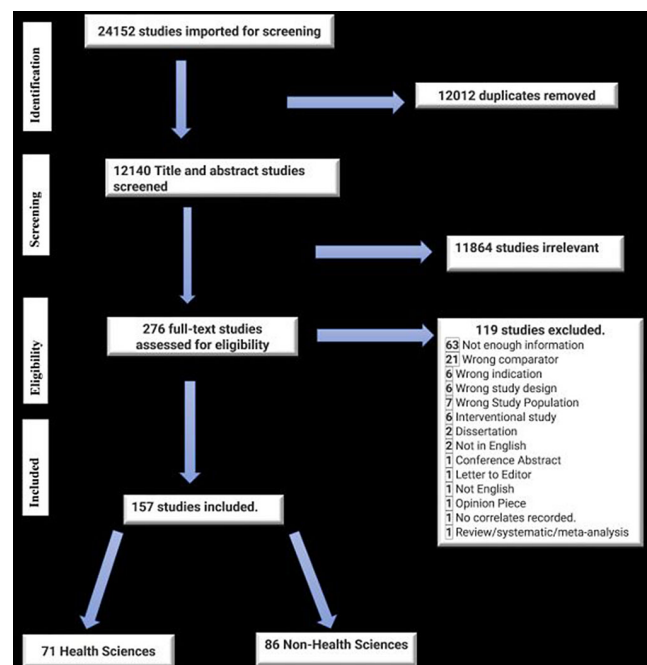 24152 studies imported for screening
Identification
12012 duplicates removed
12140 Title and abstract studies
screened
Screening
11864 studies irrelevant
276 full-text studies
assessed for eligibility
Eligibility
119 studies excluded.
63 Not enough information
21 Wrong comparator
6 Wrong indication
6 Wrong study design
7 Wrong Study Population
6 Interventional study
2 Dissertation
2 Not in English
1 Conference Abstract
1 Letter to Editor
1 Not English
1 Opinion Piece
1 No correlates recorded.
1 Review/systematic/meta-analysis
Included
157 studies included.
71 Health Sciences
86 Non-Health Sciences